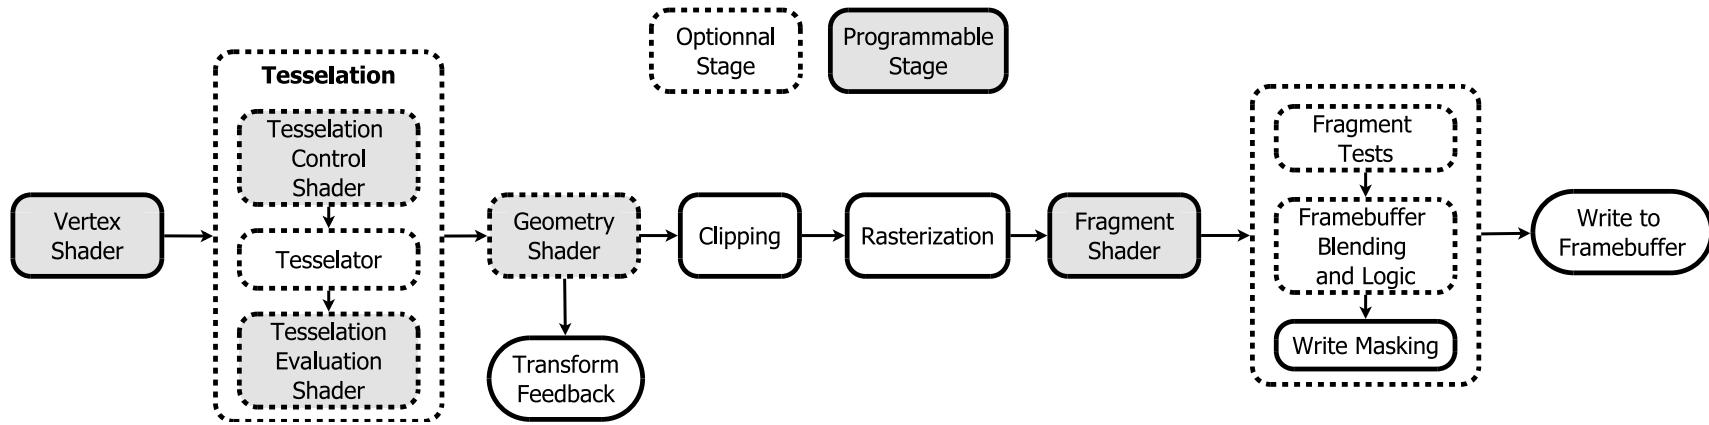 Optionnal
Stage
Programmable
Stage
Vertex
Shader
Tesselation
Tesselation
Control
Shader
Tesselator
Tesselation
Evaluation
Shader
Geometry
Shader
Transform
Feedback
Clipping
Rasterization
Fragment
Shader
Fragment
Tests
Framebuffer
Blending
and Logic
Write Masking
Write to
Framebuffer